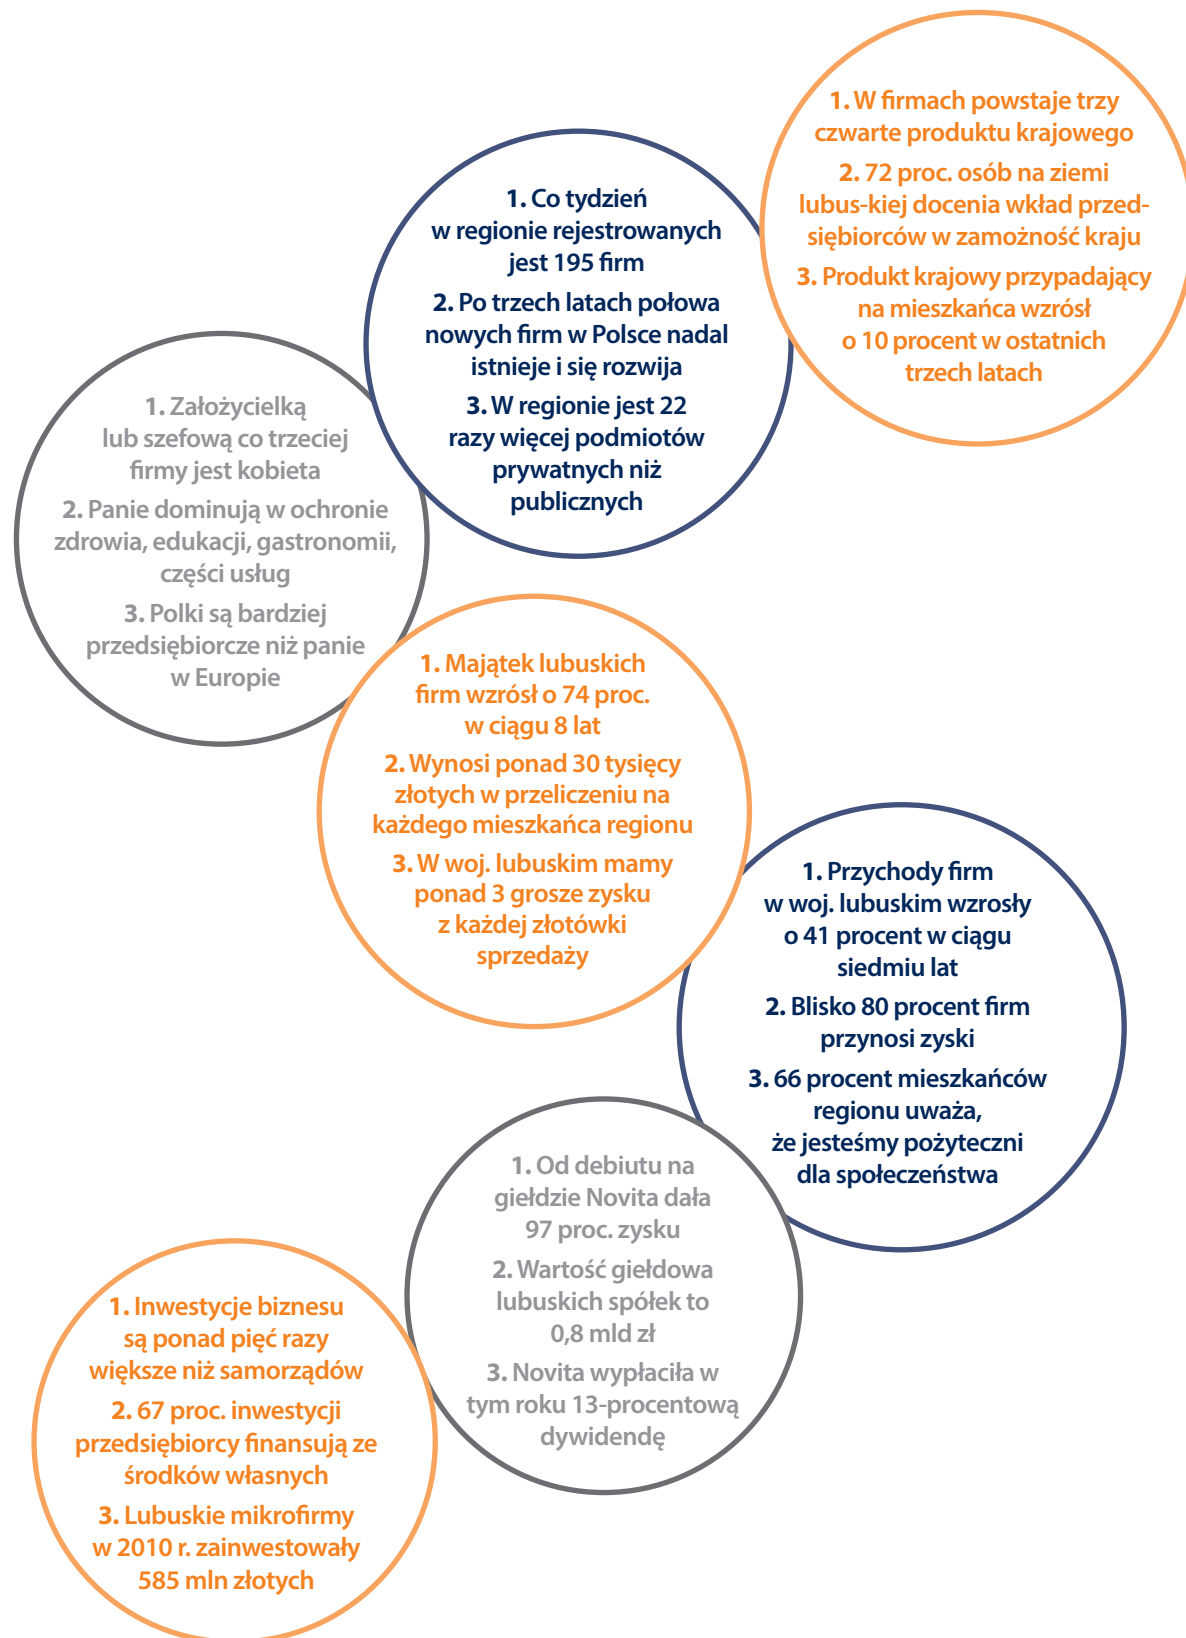 1. W firmach powstaje trzy
czwarte produktu krajowego
2. 72 proc. osób na ziemi
lubus-kiej docenia wkład przed-
siębiorców w zamożność kraju
3. Produkt krajowy przypadający
na mieszkańca wzrósł
o 10 procent w ostatnich
trzech latach
1. Co tydzień
w regionie rejestrowanych
jest 195 firm
2. Po trzech latach połowa
nowych firm w Polsce nadal
istnieje i się rozwija
3. W regionie jest 22
razy więcej podmiotów
prywatnych niż
publicznych
1. Założycielką
lub szefową co trzeciej
firmy jest kobieta
2. Panie dominują w ochronie
zdrowia, edukacji, gastronomii,
części usług
3. Polki są bardziej
przedsiębiorcze niż panie
w Europie
1. Majątek lubuskich
firm wzrósł o 74 proc.
w ciągu 8 lat
2. Wynosi ponad 30 tysięcy
złotych w przeliczeniu na
każdego mieszkańca regionu
3. W woj. lubuskim mamy
ponad 3 grosze zysku
z każdej złotówki
sprzedaży
1. Przychody firm
w woj. lubuskim wzrosły
o 41 procent w ciągu
siedmiu lat
2. Blisko 80 procent firm
przynosi zyski
3. 66 procent mieszkańców
regionu uważa,
że jesteśmy pożyteczni
dla społeczeństwa
1. Od debiutu na
giełdzie Novita dała
97 proc. zysku
2. Wartość giełdowa
lubuskich spółek to
0,8 mld zł
3. Novita wypłaciła w
tym roku 13-procentową
dywidendę
1. Inwestycje biznesu
są ponad pięć razy
większe niż samorządów
2. 67 proc. inwestycji
przedsiębiorcy finansują ze
środków własnych
3. Lubuskie mikrofirmy
w 2010 r. zainwestowały
585 mln złotych